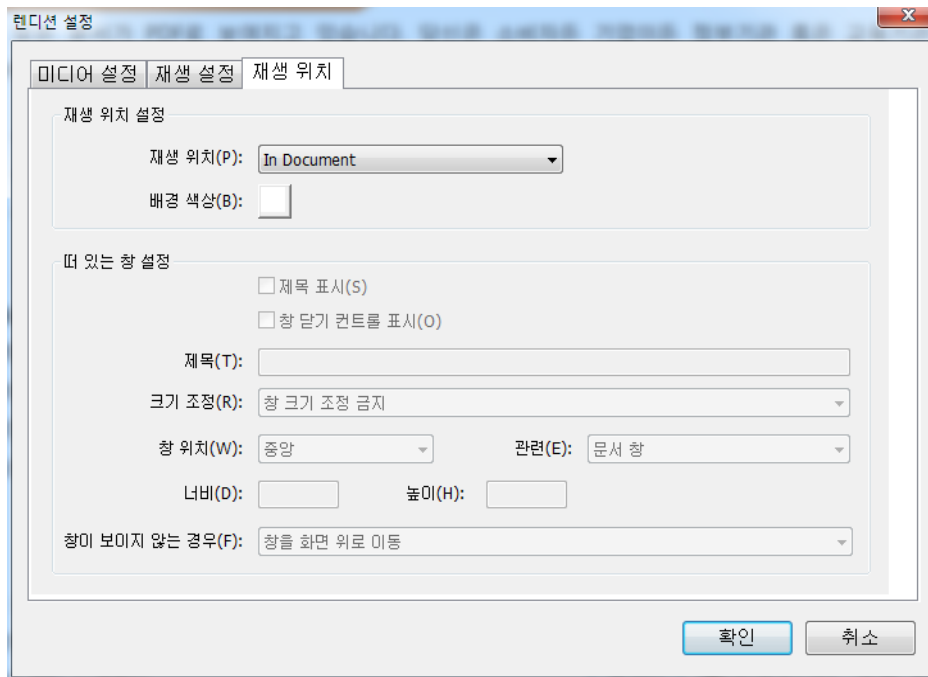 렌디션 설정
미디어 설정 재생 설정 재생 위치
재생 위치 설정
재생 위치(P): In Document
배경 색상(B):
떠 있는 창 설정
제목 표시(S)
창 닫기 컨트롤 표시(O)
제목(T):
크기 조정(R): 창 크기 조정 금지
창 위치(W): 중앙 관련(E): 문서 창
너비(D): 높이(H):
창이 보이지 않는 경우(F): 창을 화면 위로 이동
확인 취소